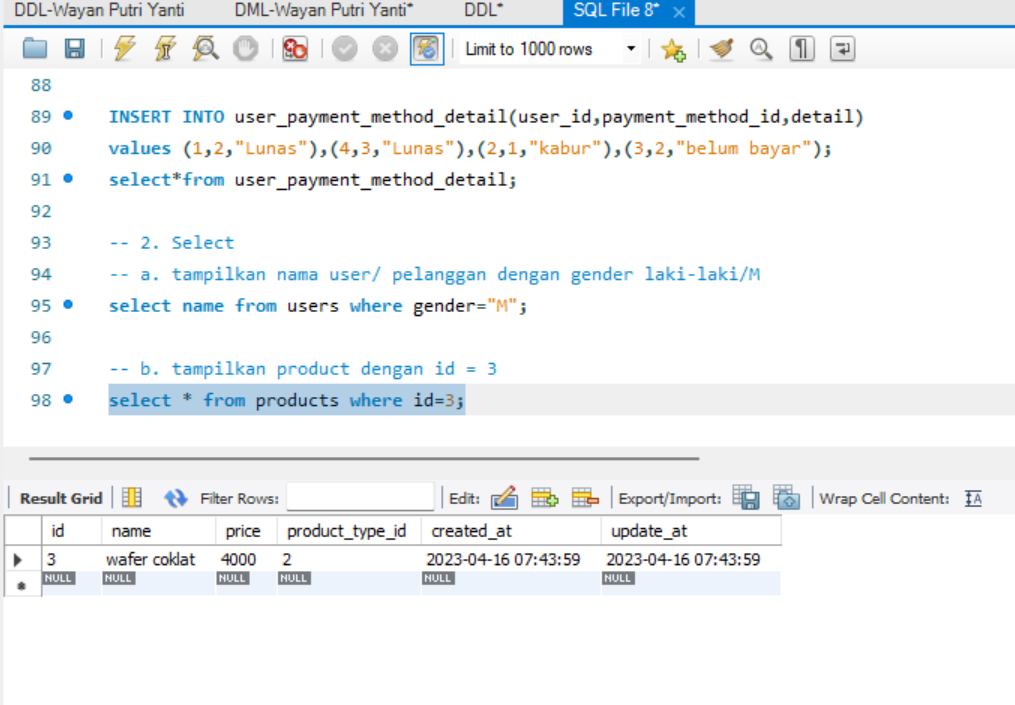 DDL-Wayan Putri Yanti DML-Wayan Putri Yanti* DDL* SQL File 8* ×
Limit to 1000 rows
88
89 INSERT INTO user_payment_method_detail(user_id,payment_method_id,detail)
90 values (1,2,"Lunas"),(4,3,"Lunas"),(2,1,"kabur"),(3,2,"belum bayar");
91 select*from user_payment_method_detail;
92
93 -- 2. Select
94 -- a. tampilkan nama user/ pelanggan dengan gender laki-laki/M
95 select name from users where gender="M";
96
97 -- b. tampilkan product dengan id = 3
98 select * from products where id=3;
Result Grid Filter Rows: Edit: Export/Import: Wrap Cell Content: IA
id name price product_type_id created_at update_at
3 wafer coklat 4000 2 2023-04-16 07:43:59 2023-04-16 07:43:59
NULL NULL NULL NULL NULL NULL